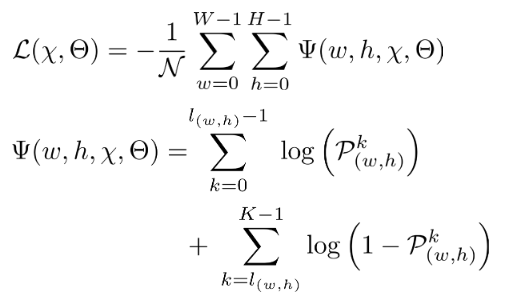 \mathcal{L}(\chi, \Theta) = -\frac{1}{\mathcal{N}} \sum_{w=0}^{W-1} \sum_{h=0}^{H-1} \Psi(w, h, \chi, \Theta)
\Psi(w, h, \chi, \Theta) = \sum_{k=0}^{l_{(w,h)}-1} \log\left(\mathcal{P}_{(w,h)}^{k}\right)
+ \sum_{k=l_{(w,h)}}^{K-1} \log\left(1 - \mathcal{P}_{(w,h)}^{k}\right)